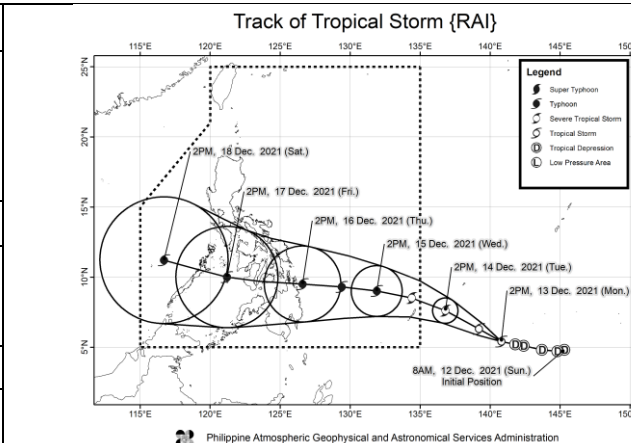 Track of Tropical Storm {RAI}
115°E 120°E 125°E 130°E 135°E 140°E 145°E
25°N
20°N
15°N
10°N
5°N
Legend
Super Typhoon
Typhoon
Severe Tropical Storm
Tropical Storm
D Tropical Depression
L Low Pressure Area
2PM, 18 Dec. 2021 (Sat.)
2PM, 17 Dec. 2021 (Fri.)
2PM, 16 Dec. 2021 (Thu.)
2PM, 15 Dec. 2021 (Wed.)
2PM, 14 Dec. 2021 (Tue.)
2PM, 13 Dec. 2021 (Mon.)
D D D D D
8AM, 12 Dec. 2021 (Sun.)
Initial Position
115°E 120°E 125°E 130°E 135°E 140°E 145°E
Philippine Atmospheric Geophysical and Astronomical Services Administration